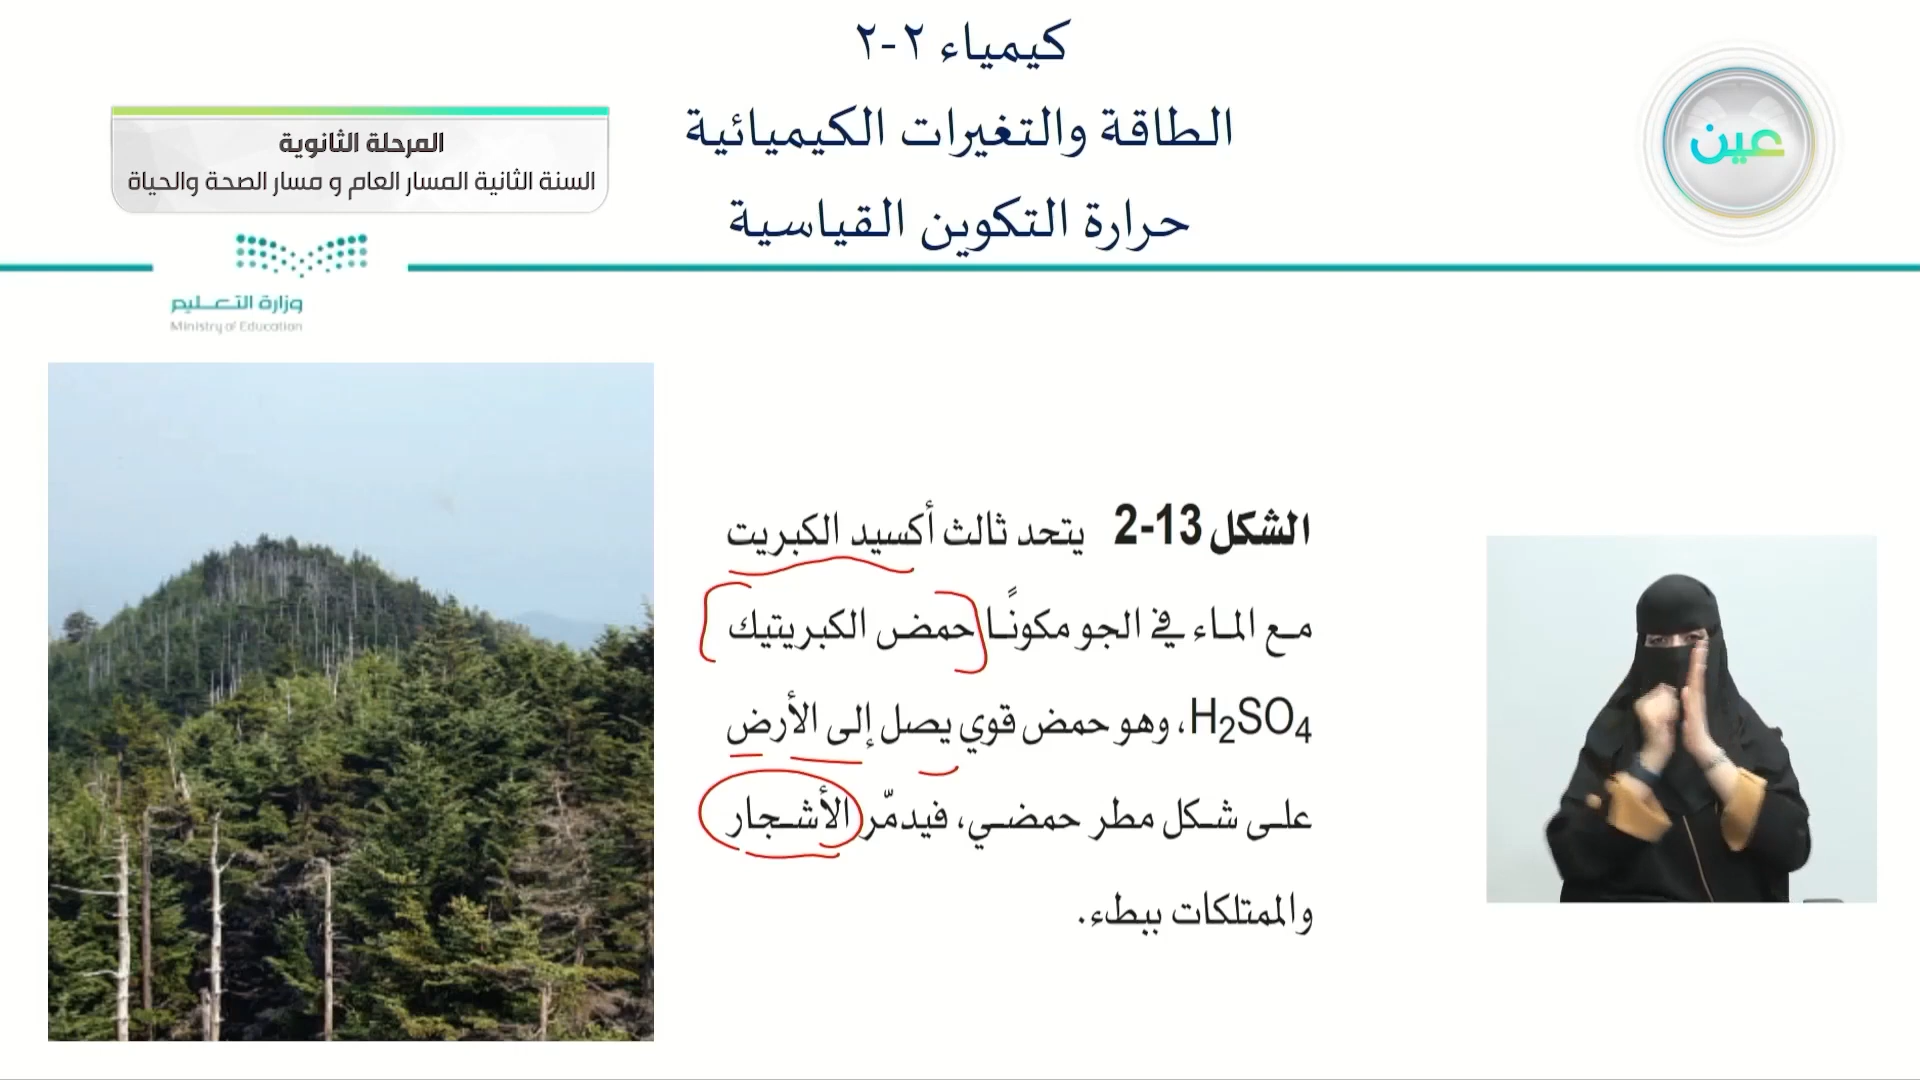 كيمياء ٢-٢
الطاقة والتغيرات الكيميائية
حرارة التكوين القياسية
المرحلة الثانوية
السنة الثانية المسار العام و مسار الصحة والحياة
عين
وزارة التعليم
Ministry of Education
الشكل 13-2 يتحد ثالث أكسيد الكبريت
مع الماء في الجو مكونًا حمض الكبريتيك
H₂SO₄، وهو حمض قوي يصل إلى الأرض
على شكل مطر حمضي، فيدمّر الأشجار
والممتلكات ببطء.